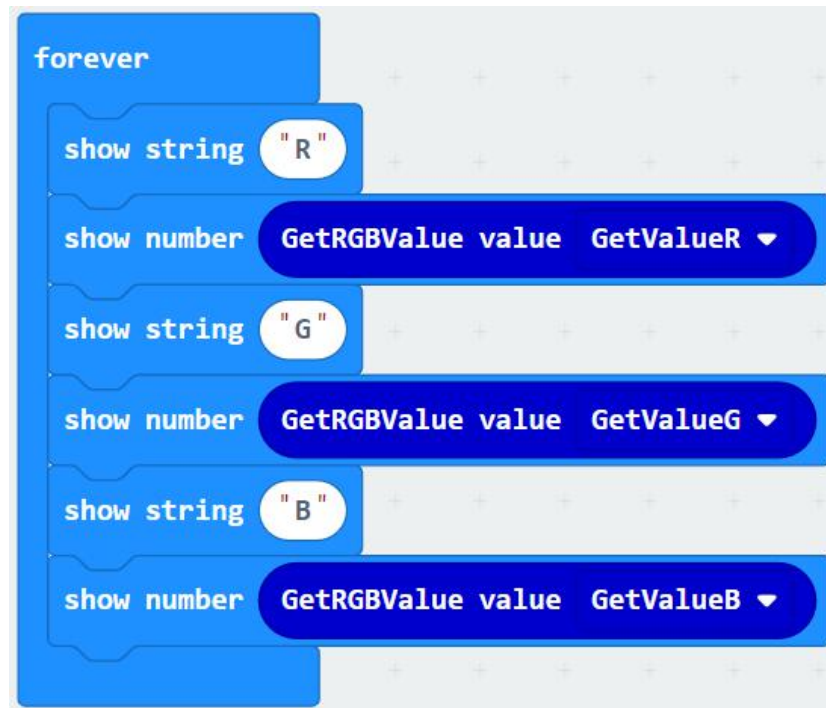 forever
show string "R"
show number GetRGBValue value GetValueR
show string "G"
show number GetRGBValue value GetValueG
show string "B"
show number GetRGBValue value GetValueB